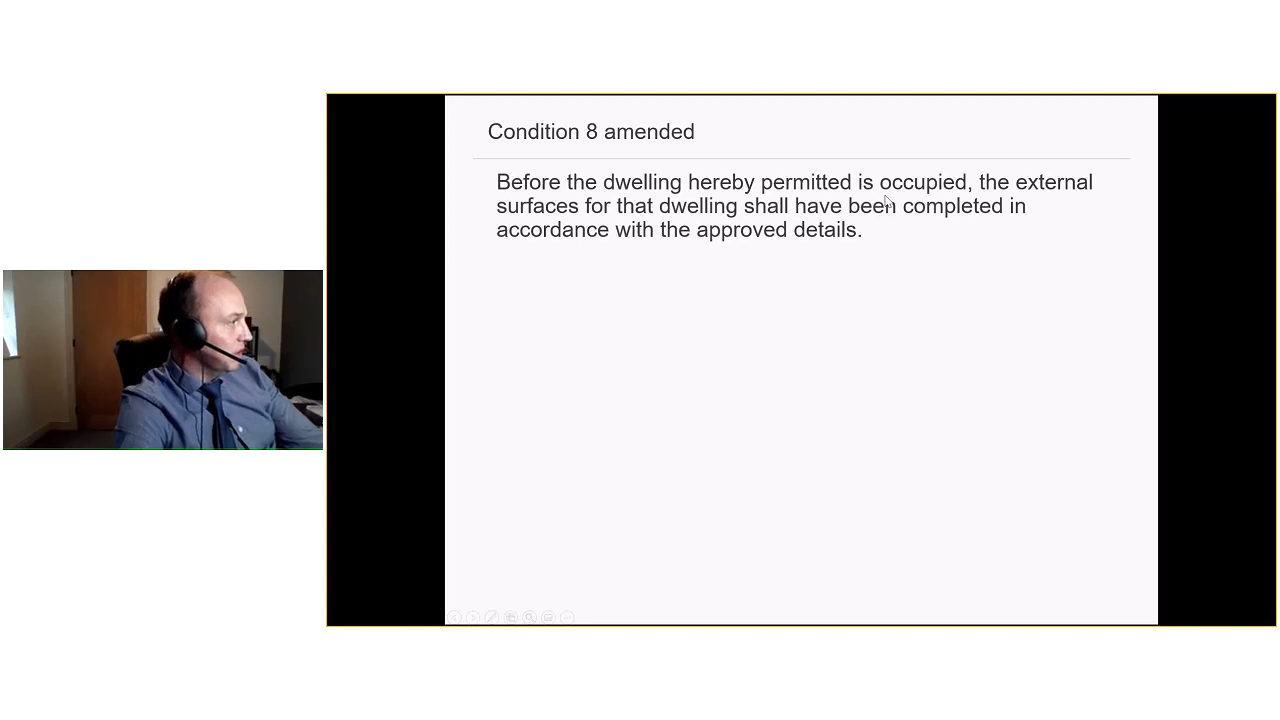 Condition 8 amended
Before the dwelling hereby permitted is occupied, the external
surfaces for that dwelling shall have been completed in
accordance with the approved details.